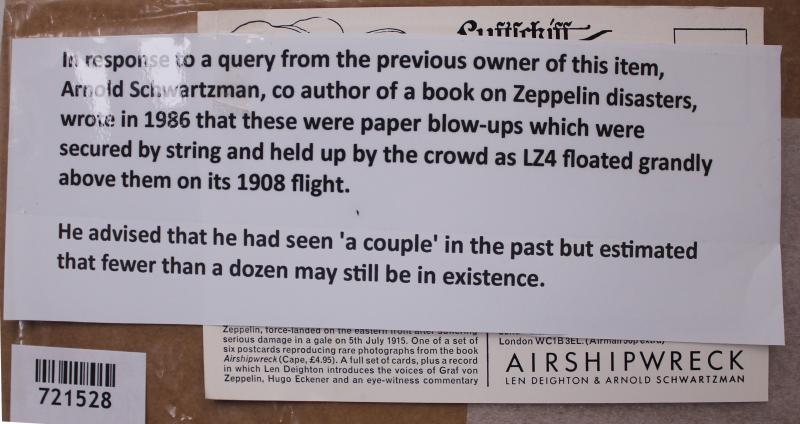 Luftschiff
In response to a query from the previous owner of this item,
Arnold Schwartzman, co author of a book on Zeppelin disasters,
wrote in 1986 that these were paper blow-ups which were
secured by string and held up by the crowd as LZ4 floated grandly
above them on its 1908 flight.
He advised that he had seen 'a couple' in the past but estimated
that fewer than a dozen may still be in existence.
Zeppelin, force-landed on the eastern front after suffering
serious damage in a gale on 5th July 1915. One of a set of
six postcards reproducing rare photographs from the book
Airshipwreck (Cape, £4.95). A full set of cards, plus a record
in which Len Deighton introduces the voices of Graf von
Zeppelin, Hugo Eckener and an eye-witness commentary
London WC1B 3EL. (Airmail 50p extra)
AIRSHIPWRECK
LEN DEIGHTON & ARNOLD SCHWARTZMAN
721528